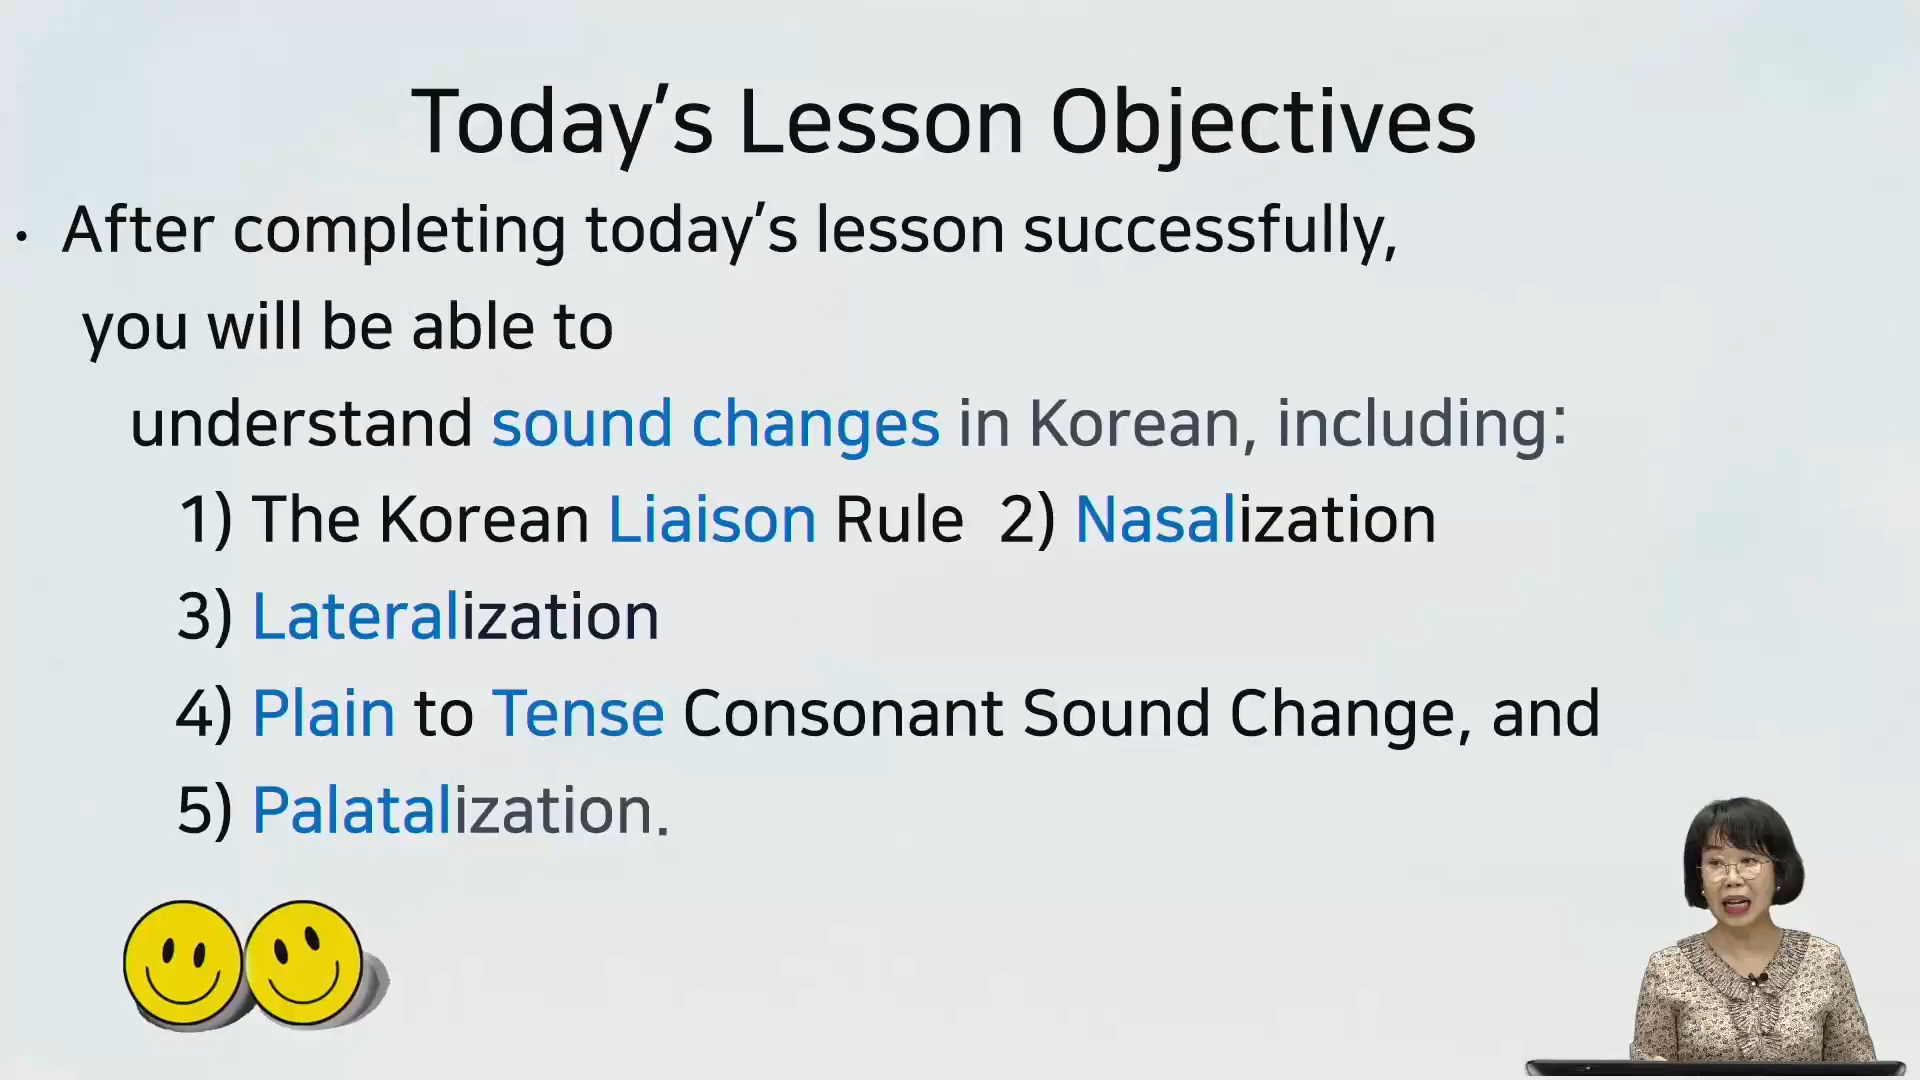 Today's Lesson Objectives
• After completing today's lesson successfully,
you will be able to
understand sound changes in Korean, including:
1) The Korean Liaison Rule 2) Nasalization
3) Lateralization
4) Plain to Tense Consonant Sound Change, and
5) Palatalization.